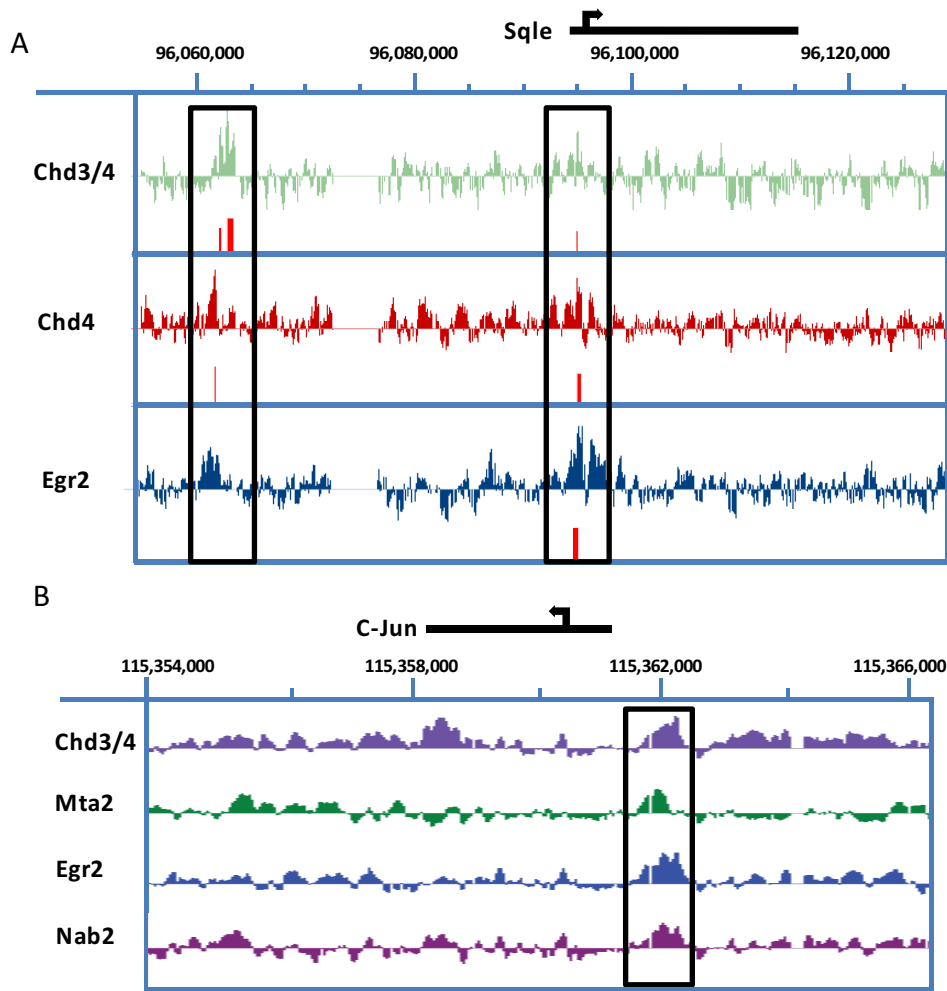 A
Sqle
96,060,000 96,080,000 96,100,000 96,120,000
Chd3/4
Chd4
Egr2
B
C-Jun
115,354,000 115,358,000 115,362,000 115,366,000
Chd3/4
Mta2
Egr2
Nab2